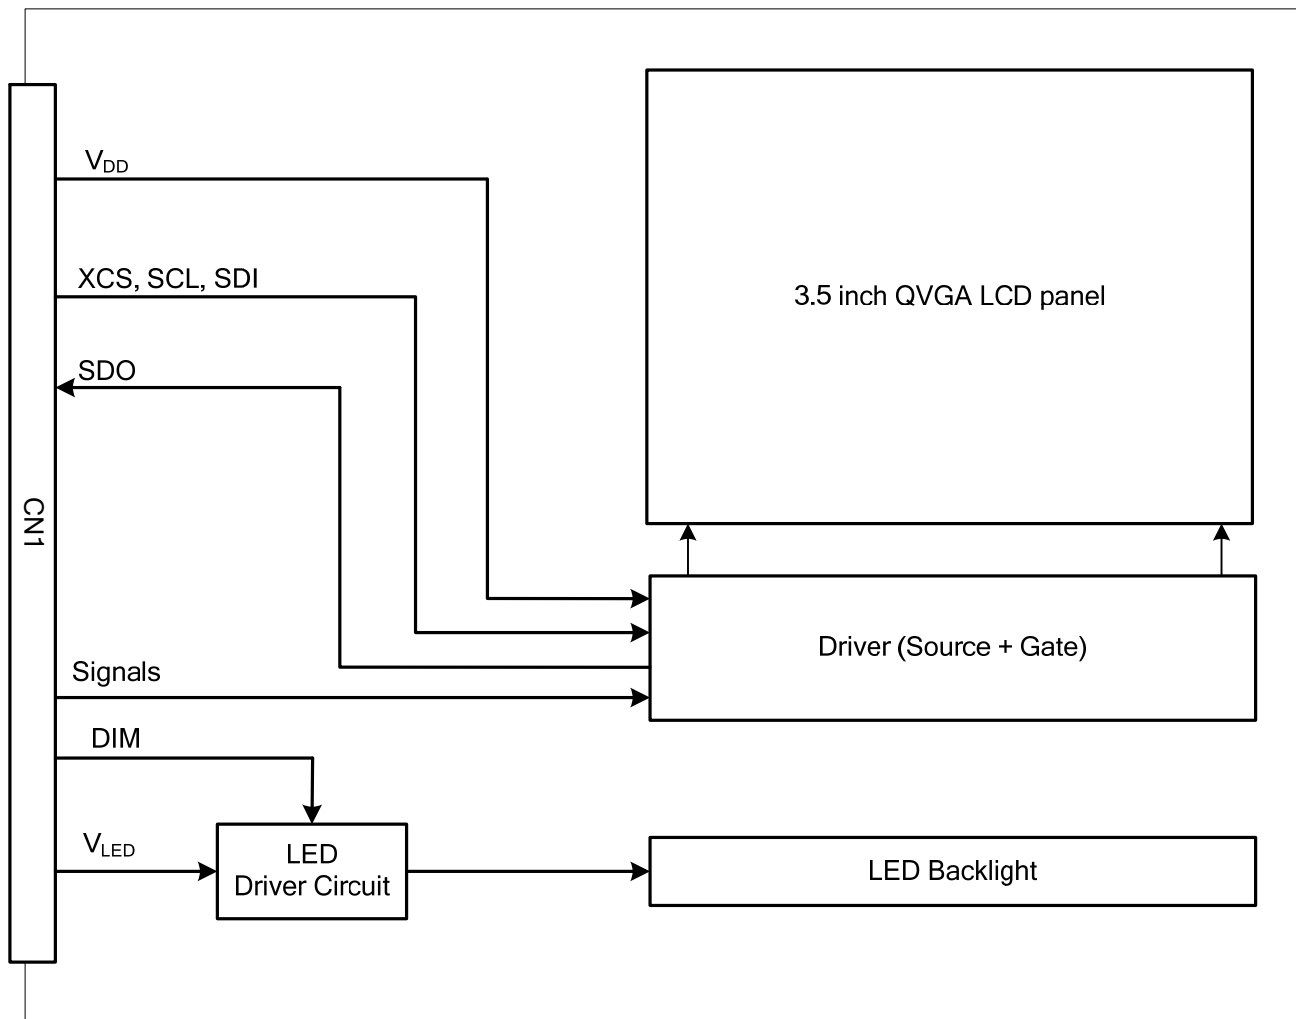 V_DD
XCS, SCL, SDI
3.5 inch QVGA LCD panel
SDO
CN1
Driver (Source + Gate)
Signals
DIM
V_LED
LED
Driver Circuit
LED Backlight